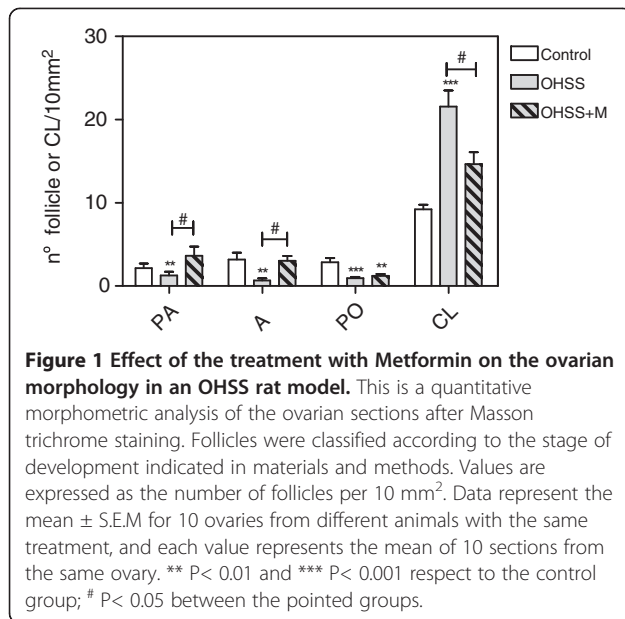 30
20
10
0
nº follicle or CL/10mm²
#
**
#
**
***
**
***
#
PA
A
PO
CL
Control
OHSS
OHSS+M
Figure 1 Effect of the treatment with Metformin on the ovarian
morphology in an OHSS rat model. This is a quantitative
morphometric analysis of the ovarian sections after Masson
trichrome staining. Follicles were classified according to the stage of
development indicated in materials and methods. Values are
expressed as the number of follicles per 10 mm². Data represent the
mean ± S.E.M for 10 ovaries from different animals with the same
treatment, and each value represents the mean of 10 sections from
the same ovary. ** P< 0.01 and *** P< 0.001 respect to the control
group; # P< 0.05 between the pointed groups.